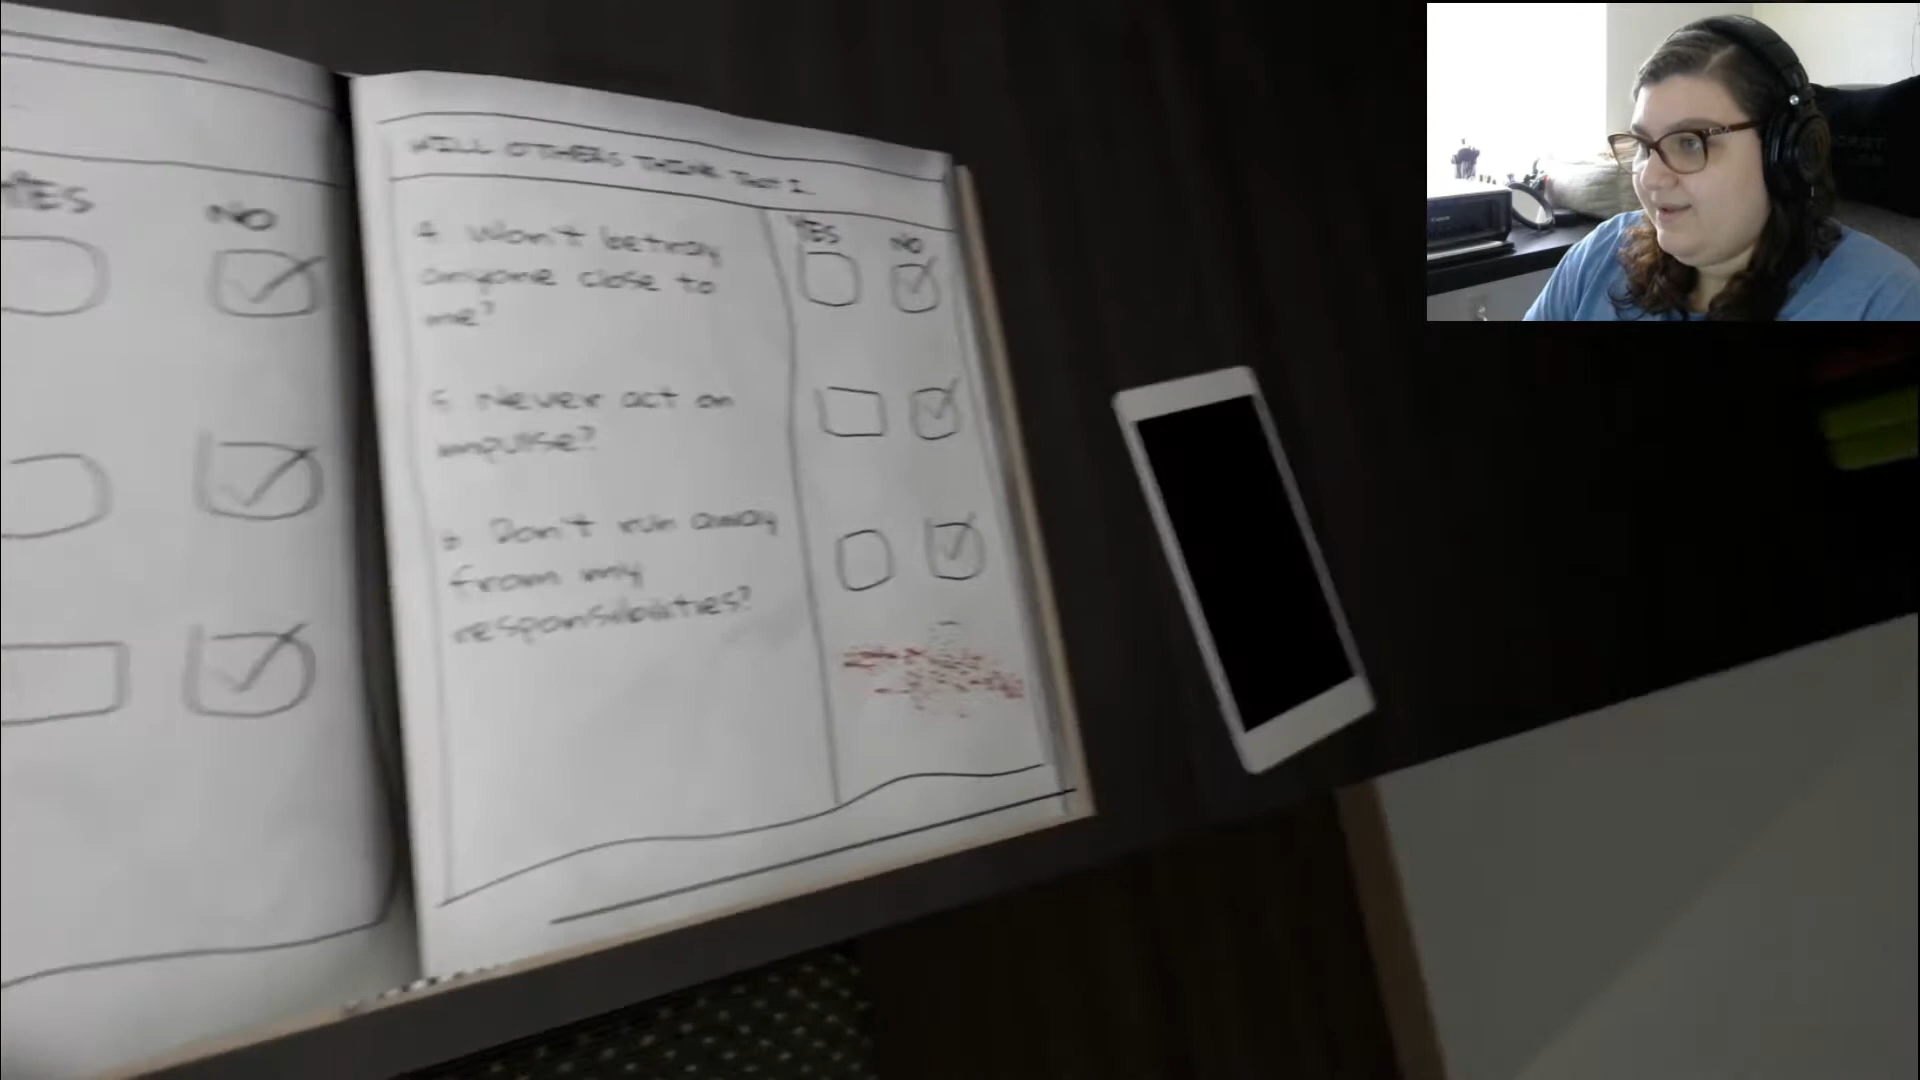 YES NO
WILL OTHERS THINK THAT I...
YES NO
4. Won't betray
anyone close to
me?
5. Never act on
impulse?
6. Don't run away
from my
responsibilities?
Canon